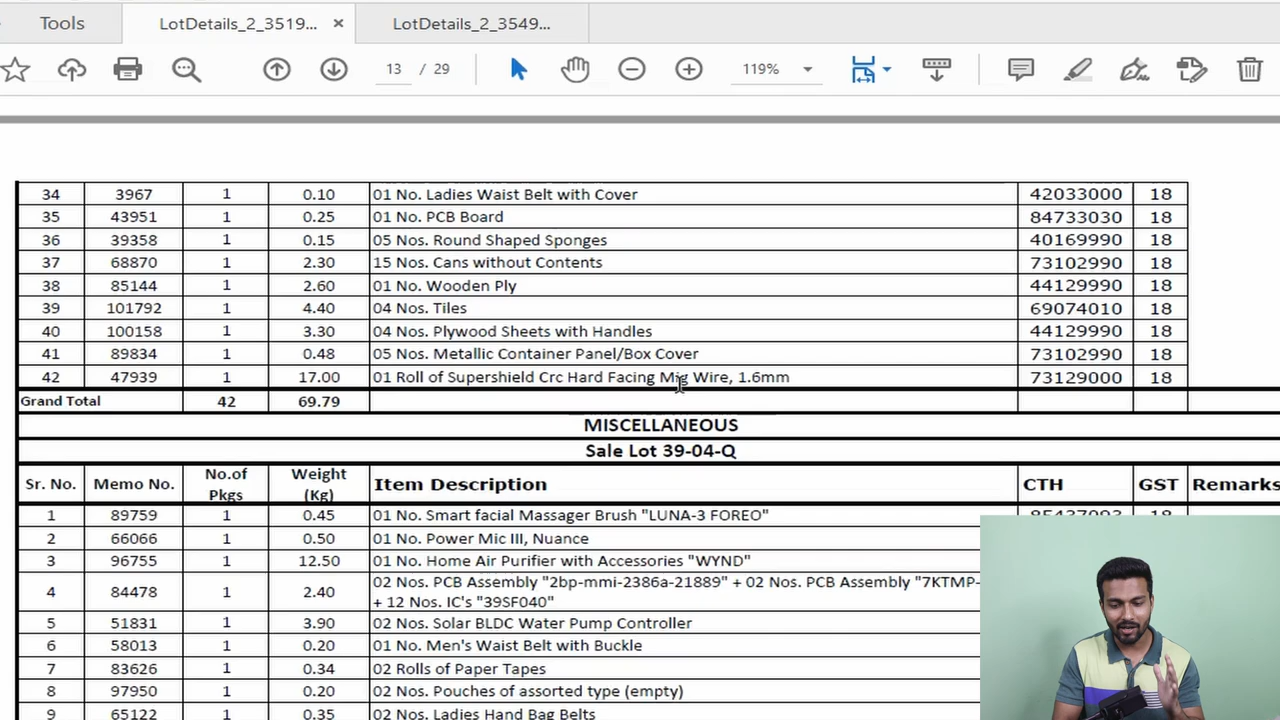 Tools LotDetails_2_3519... × LotDetails_2_3549...
13 / 29 119%
34 3967 1 0.10 01 No. Ladies Waist Belt with Cover 42033000 18
35 43951 1 0.25 01 No. PCB Board 84733030 18
36 39358 1 0.15 05 Nos. Round Shaped Sponges 40169990 18
37 68870 1 2.30 15 Nos. Cans without Contents 73102990 18
38 85144 1 2.60 01 No. Wooden Ply 44129990 18
39 101792 1 4.40 04 Nos. Tiles 69074010 18
40 100158 1 3.30 04 Nos. Plywood Sheets with Handles 44129990 18
41 89834 1 0.48 05 Nos. Metallic Container Panel/Box Cover 73102990 18
42 47939 1 17.00 01 Roll of Supershield Crc Hard Facing Mig Wire, 1.6mm 73129000 18
Grand Total 42 69.79
MISCELLANEOUS
Sale Lot 39-04-Q
Sr. No. Memo No. No.of Pkgs Weight (Kg) Item Description CTH GST Remarks
1 89759 1 0.45 01 No. Smart facial Massager Brush "LUNA-3 FOREO"
2 66066 1 0.50 01 No. Power Mic III, Nuance
3 96755 1 12.50 01 No. Home Air Purifier with Accessories "WYND"
4 84478 1 2.40 02 Nos. PCB Assembly "2bp-mmi-2386a-21889" + 02 Nos. PCB Assembly "7KTMP-
+ 12 Nos. IC's "39SF040"
5 51831 1 3.90 02 Nos. Solar BLDC Water Pump Controller
6 58013 1 0.20 01 No. Men's Waist Belt with Buckle
7 83626 1 0.34 02 Rolls of Paper Tapes
8 97950 1 0.20 02 Nos. Pouches of assorted type (empty)
9 65122 1 0.35 02 Nos. Ladies Hand Bag Belts